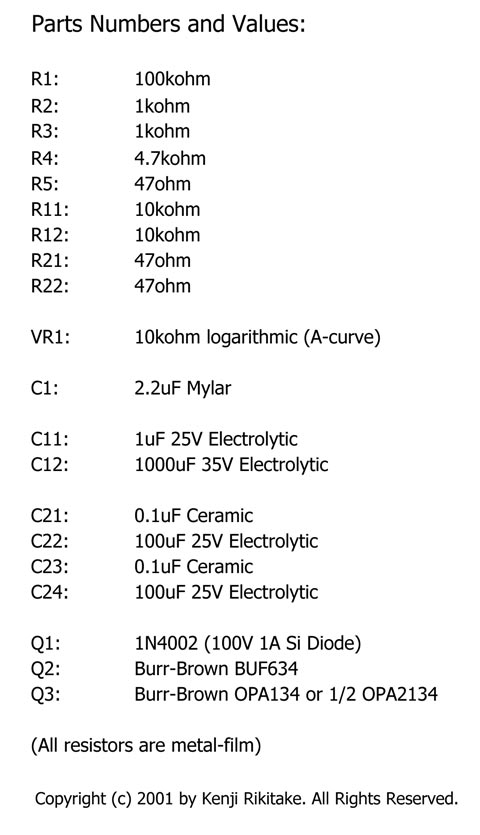 Parts Numbers and Values:
R1: 100kohm
R2: 1kohm
R3: 1kohm
R4: 4.7kohm
R5: 47ohm
R11: 10kohm
R12: 10kohm
R21: 47ohm
R22: 47ohm
VR1: 10kohm logarithmic (A-curve)
C1: 2.2uF Mylar
C11: 1uF 25V Electrolytic
C12: 1000uF 35V Electrolytic
C21: 0.1uF Ceramic
C22: 100uF 25V Electrolytic
C23: 0.1uF Ceramic
C24: 100uF 25V Electrolytic
Q1: 1N4002 (100V 1A Si Diode)
Q2: Burr-Brown BUF634
Q3: Burr-Brown OPA134 or 1/2 OPA2134
(All resistors are metal-film)
Copyright (c) 2001 by Kenji Rikitake. All Rights Reserved.